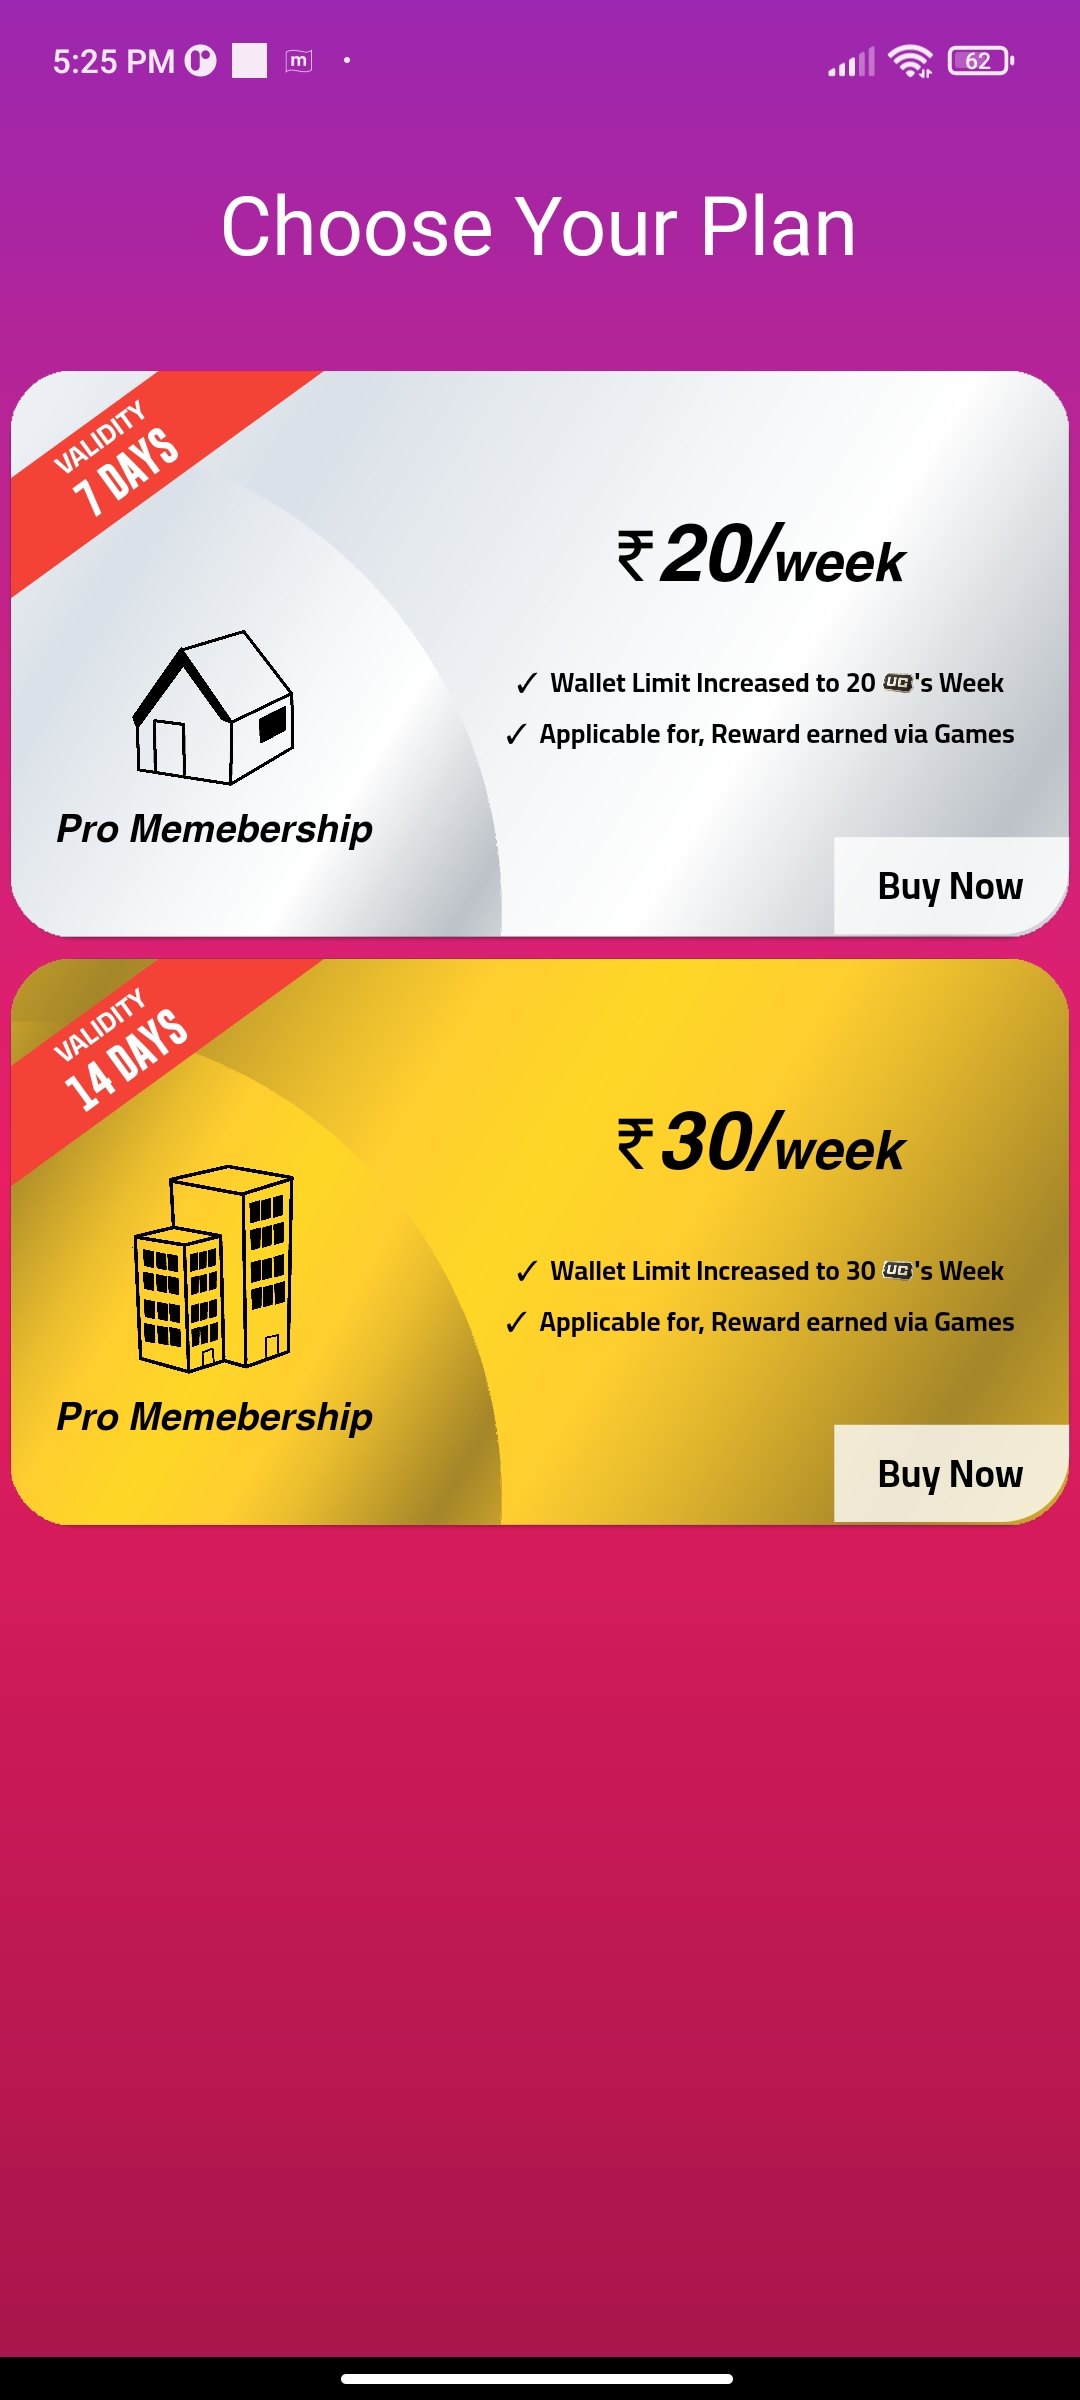 5:25 PM
62
Choose Your Plan
VALIDITY
7 DAYS
₹20/week
✓ Wallet Limit Increased to 20 UC's Week
✓ Applicable for, Reward earned via Games
Pro Memebership
Buy Now
VALIDITY
14 DAYS
₹30/week
✓ Wallet Limit Increased to 30 UC's Week
✓ Applicable for, Reward earned via Games
Pro Memebership
Buy Now